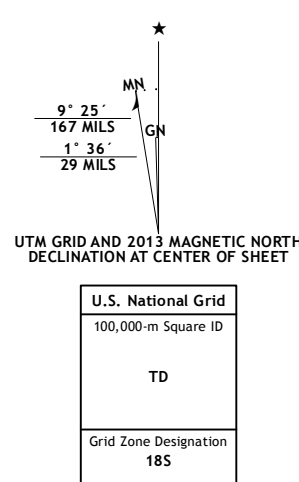 ★
MN
9° 25´
167 MILS
GN
1° 36´
29 MILS
UTM GRID AND 2013 MAGNETIC NORTH
DECLINATION AT CENTER OF SHEET
U.S. National Grid
100,000-m Square ID
TD
Grid Zone Designation
18S